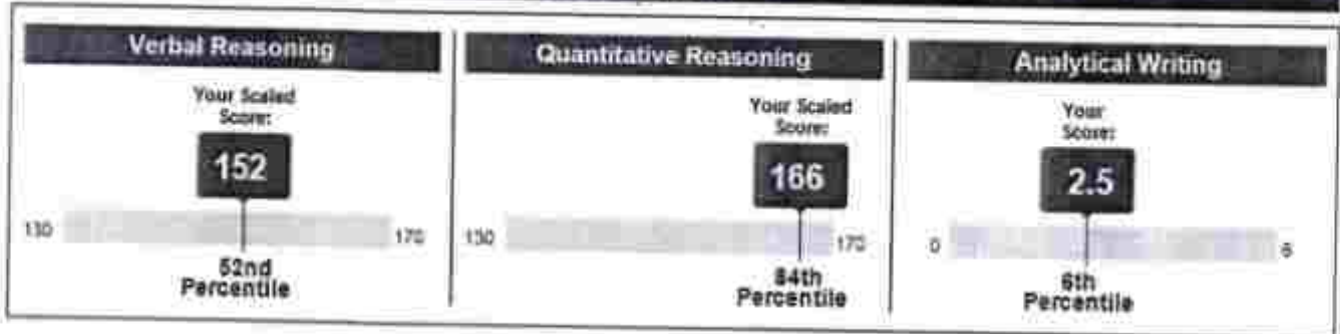 Verbal Reasoning
Your Scaled
Score:
152
130
170
52nd
Percentile
Quantitative Reasoning
Your Scaled
Score:
166
130
170
84th
Percentile
Analytical Writing
Your
Score:
2.5
0
6
6th
Percentile